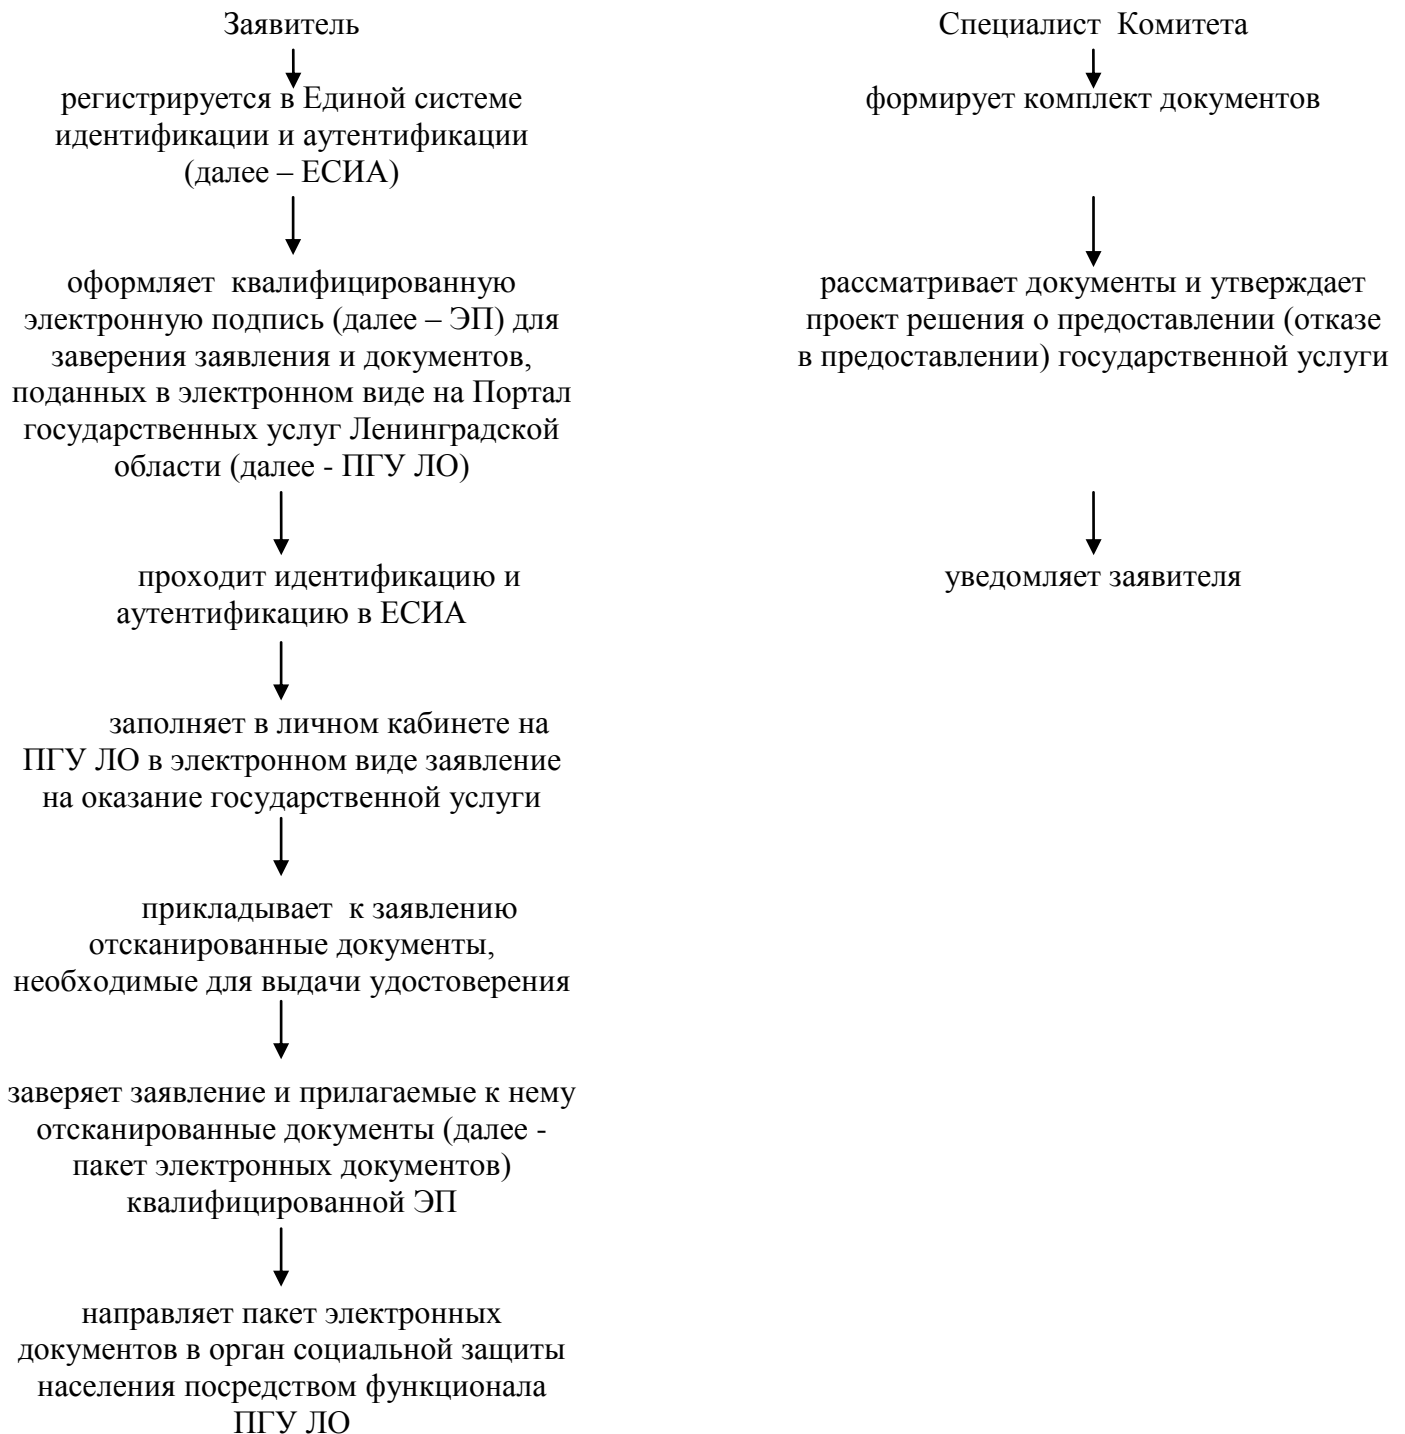 Заявитель
регистрируется в Единой системе
идентификации и аутентификации
(далее – ЕСИА)
оформляет квалифицированную
электронную подпись (далее – ЭП) для
заверения заявления и документов,
поданных в электронном виде на Портал
государственных услуг Ленинградской
области (далее - ПГУ ЛО)
проходит идентификацию и
аутентификацию в ЕСИА
заполняет в личном кабинете на
ПГУ ЛО в электронном виде заявление
на оказание государственной услуги
прикладывает к заявлению
отсканированные документы,
необходимые для выдачи удостоверения
заверяет заявление и прилагаемые к нему
отсканированные документы (далее -
пакет электронных документов)
квалифицированной ЭП
направляет пакет электронных
документов в орган социальной защиты
населения посредством функционала
ПГУ ЛО
Специалист Комитета
формирует комплект документов
рассматривает документы и утверждает
проект решения о предоставлении (отказе
в предоставлении) государственной услуги
уведомляет заявителя